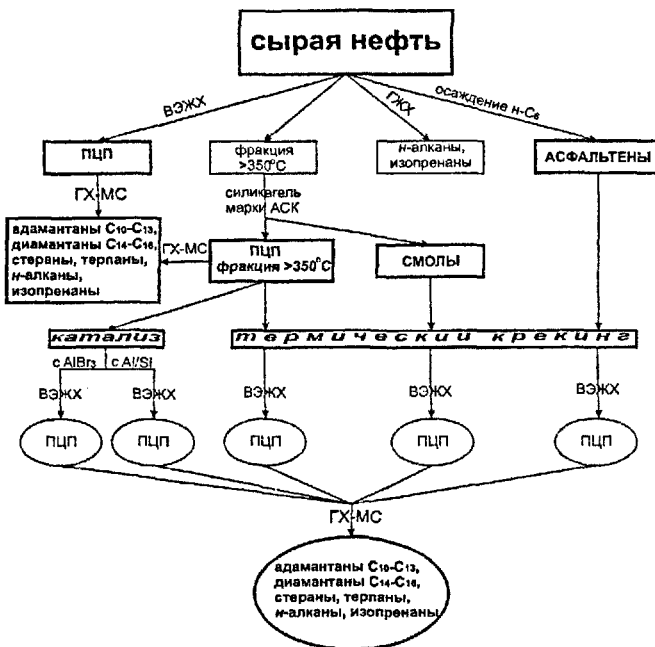 сырая нефть
ВЭЖХ
ГЖХ
осаждение н-C₆
ПЦП
фракция
>350°С
н-алканы,
изопренаны
АСФАЛЬТЕНЫ
ГХ-МС
силикагель
марки АСК
адамантаны С₁₀-С₁₃,
диамантаны С₁₄-С₁₆,
стераны, терпаны,
н-алканы,
изопренаны
ГХ-МС
ПЦП
фракция >350°С
СМОЛЫ
катализ
термический крекинг
с AlBr₃
с Al/Si
ВЭЖХ
ВЭЖХ
ВЭЖХ
ВЭЖХ
ВЭЖХ
ПЦП
ПЦП
ПЦП
ПЦП
ПЦП
ГХ-МС
адамантаны С₁₀-С₁₃,
диамантаны С₁₄-С₁₆,
стераны, терпаны,
н-алканы, изопренаны